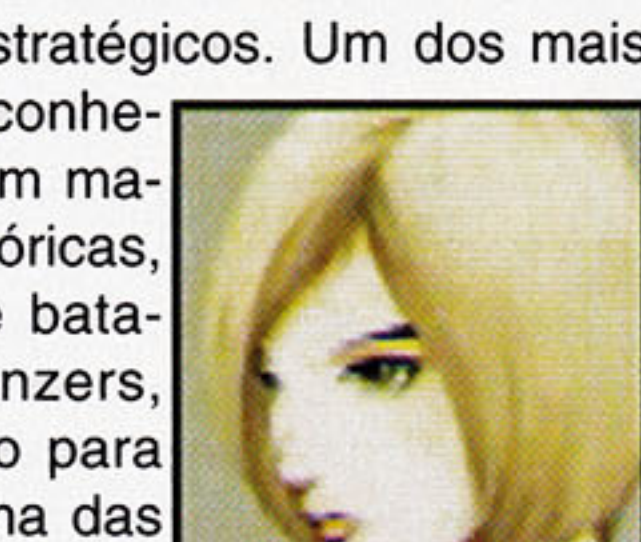 stratégicos. Um dos mais
conhe-
m ma-
óricas,
e bata-
nzers,
o para
na das